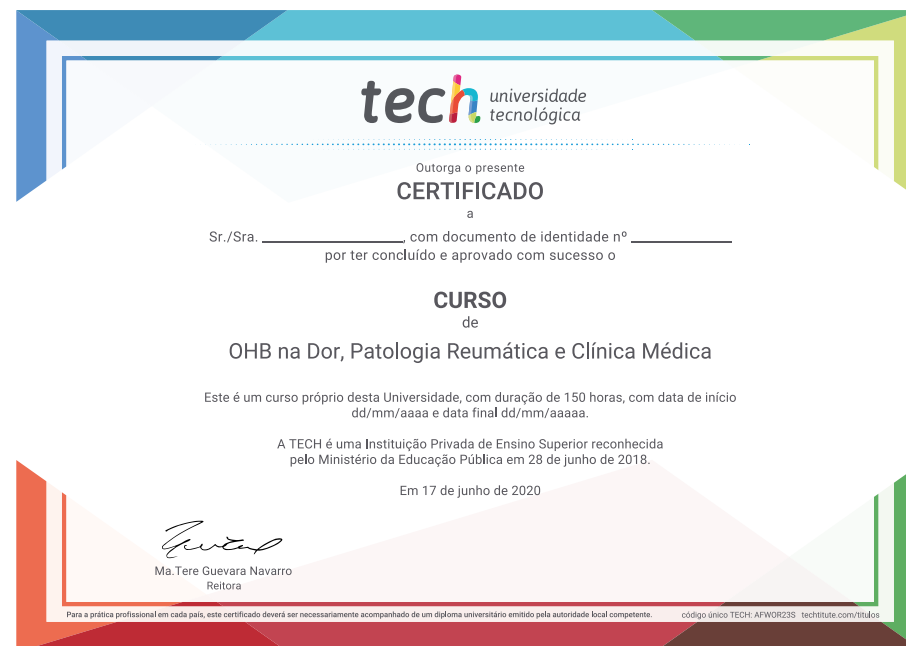 tech universidade
tecnológica
Outorga o presente
CERTIFICADO
a
Sr./Sra. ____________, com documento de identidade nº ____________
por ter concluído e aprovado com sucesso o
CURSO
de
OHB na Dor, Patologia Reumática e Clínica Médica
Este é um curso próprio desta Universidade, com duração de 150 horas, com data de início
dd/mm/aaaa e data final dd/mm/aaaaa.
A TECH é uma Instituição Privada de Ensino Superior reconhecida
pelo Ministério da Educação Pública em 28 de junho de 2018.
Em 17 de junho de 2020
Ma.Tere Guevara Navarro
Reitora
Para a prática profissional em cada país, este certificado deverá ser necessariamente acompanhado de um diploma universitário emitido pela autoridade local competente. código único TECH: AFWOR23S techtitute.com/titulos